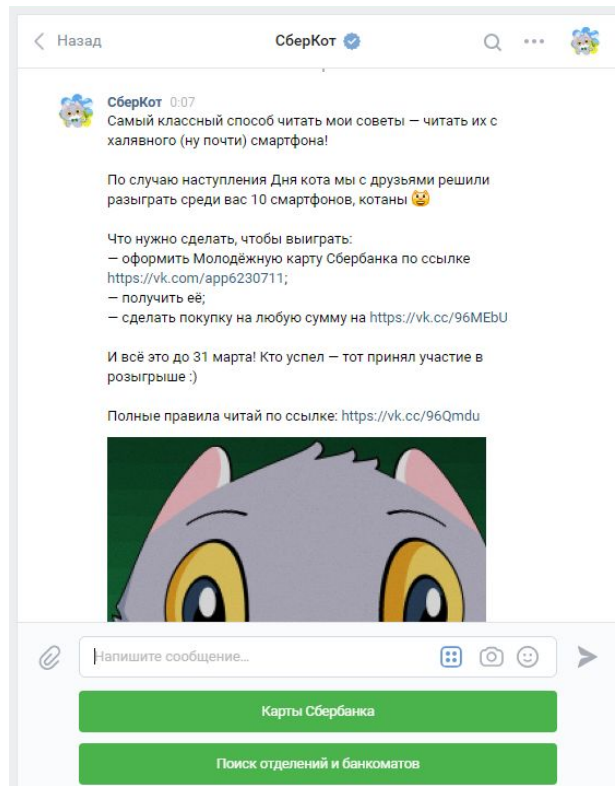 Назад
СберКот
СберКот 0:07
Самый классный способ читать мои советы — читать их с
халявного (ну почти) смартфона!
По случаю наступления Дня кота мы с друзьями решили
разыграть среди вас 10 смартфонов, котаны
Что нужно сделать, чтобы выиграть:
— оформить Молодёжную карту Сбербанка по ссылке
https://vk.com/app6230711;
— получить её;
— сделать покупку на любую сумму на https://vk.cc/96MEbU
И всё это до 31 марта! Кто успел — тот принял участие в
розыгрыше :)
Полные правила читай по ссылке: https://vk.cc/96Qmdu
Напишите сообщение...
Карты Сбербанка
Поиск отделений и банкоматов